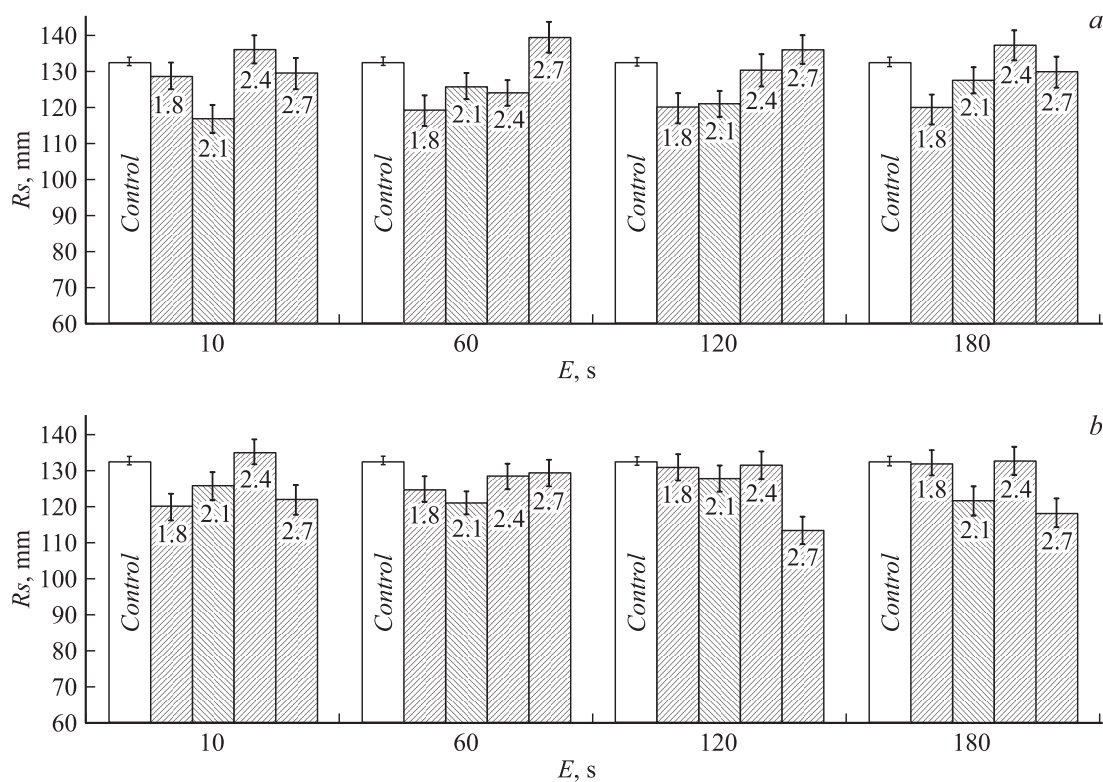 a
140
130
120
110
100
90
80
70
60
Rs, mm
Control 1.8 2.1 2.4 2.7
Control 1.8 2.1 2.4 2.7
Control 1.8 2.1 2.4 2.7
Control 1.8 2.1 2.4 2.7
10 60 120 180
E, s
b
140
130
120
110
100
90
80
70
60
Rs, mm
Control 1.8 2.1 2.4 2.7
Control 1.8 2.1 2.4 2.7
Control 1.8 2.1 2.4 2.7
Control 1.8 2.1 2.4 2.7
10 60 120 180
E, s